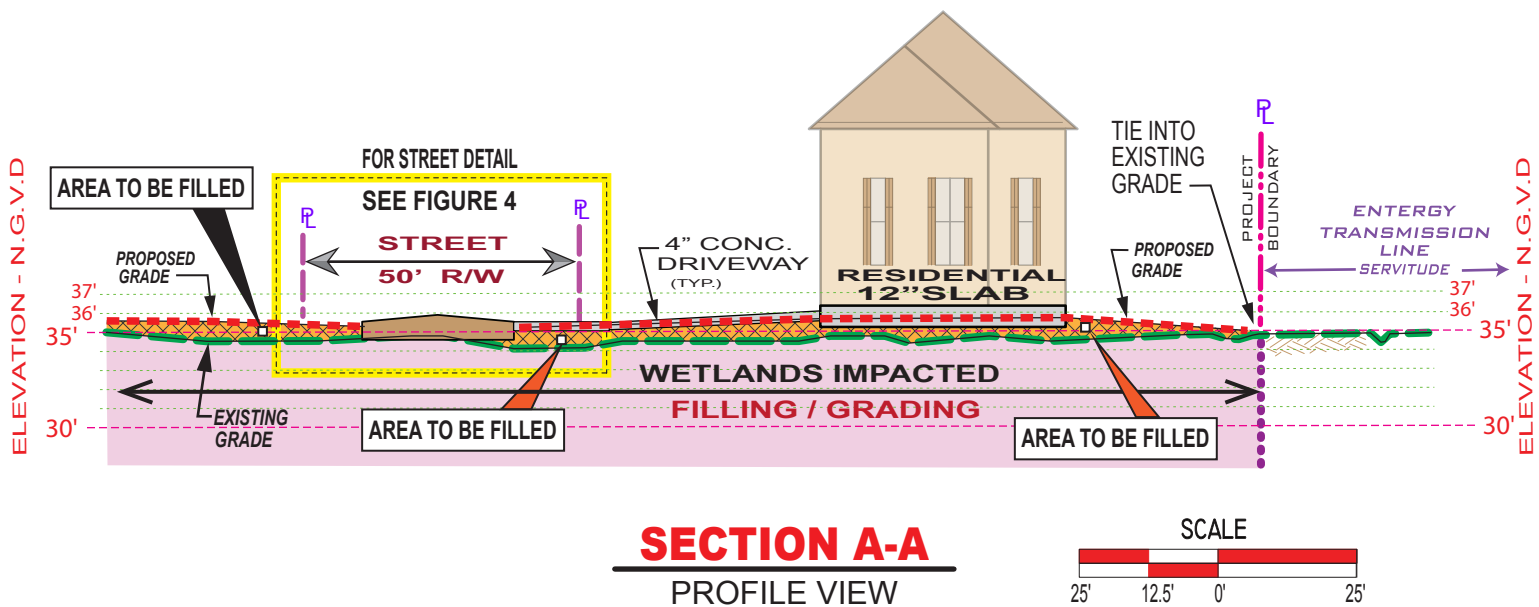 FOR STREET DETAIL
SEE FIGURE 4
AREA TO BE FILLED
PL
PL
STREET
50' R/W
PROPOSED
GRADE
4" CONC.
DRIVEWAY
(TYP.)
RESIDENTIAL
12"SLAB
TIE INTO
EXISTING
GRADE
PROPOSED
GRADE
PL
PROJECT
BOUNDARY
ENTERGY
TRANSMISSION
LINE
SERVITUDE
ELEVATION - N.G.V.D
37'
36'
35'
30'
EXISTING
GRADE
WETLANDS IMPACTED
FILLING / GRADING
AREA TO BE FILLED
AREA TO BE FILLED
37'
36'
35'
30'
ELEVATION - N.G.V.D
SECTION A-A
PROFILE VIEW
SCALE
25' 12.5' 0' 25'